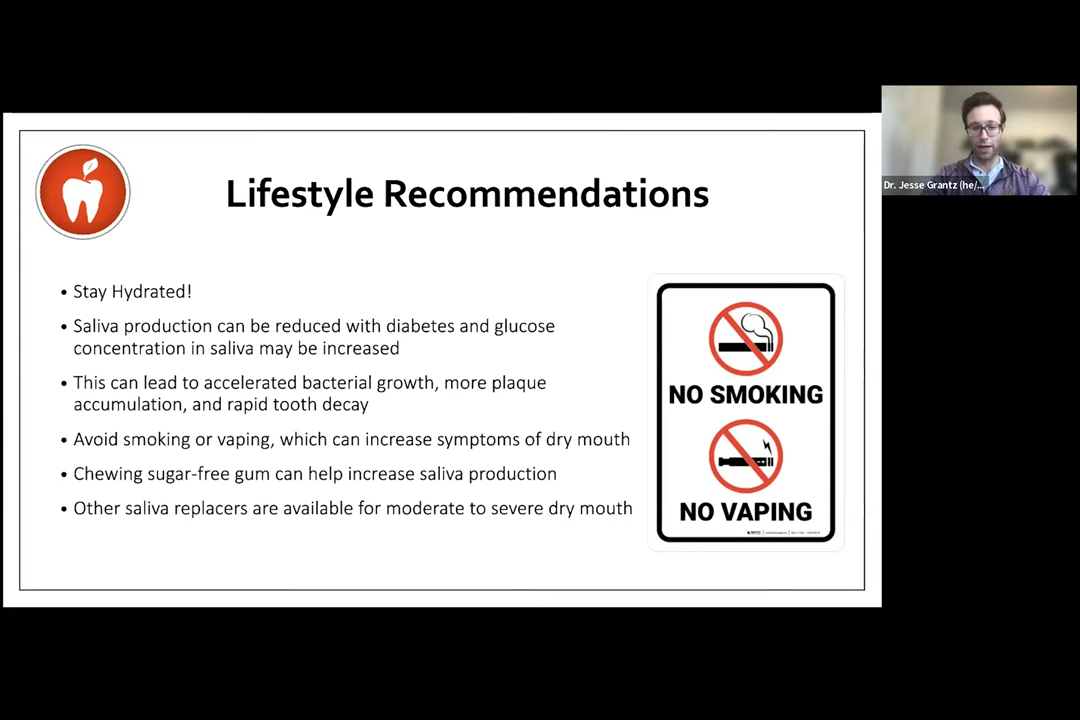 Lifestyle Recommendations
• Stay Hydrated!
• Saliva production can be reduced with diabetes and glucose
concentration in saliva may be increased
• This can lead to accelerated bacterial growth, more plaque
accumulation, and rapid tooth decay
• Avoid smoking or vaping, which can increase symptoms of dry mouth
• Chewing sugar-free gum can help increase saliva production
• Other saliva replacers are available for moderate to severe dry mouth
NO SMOKING
NO VAPING
Dr. Jesse Grantz (he/...